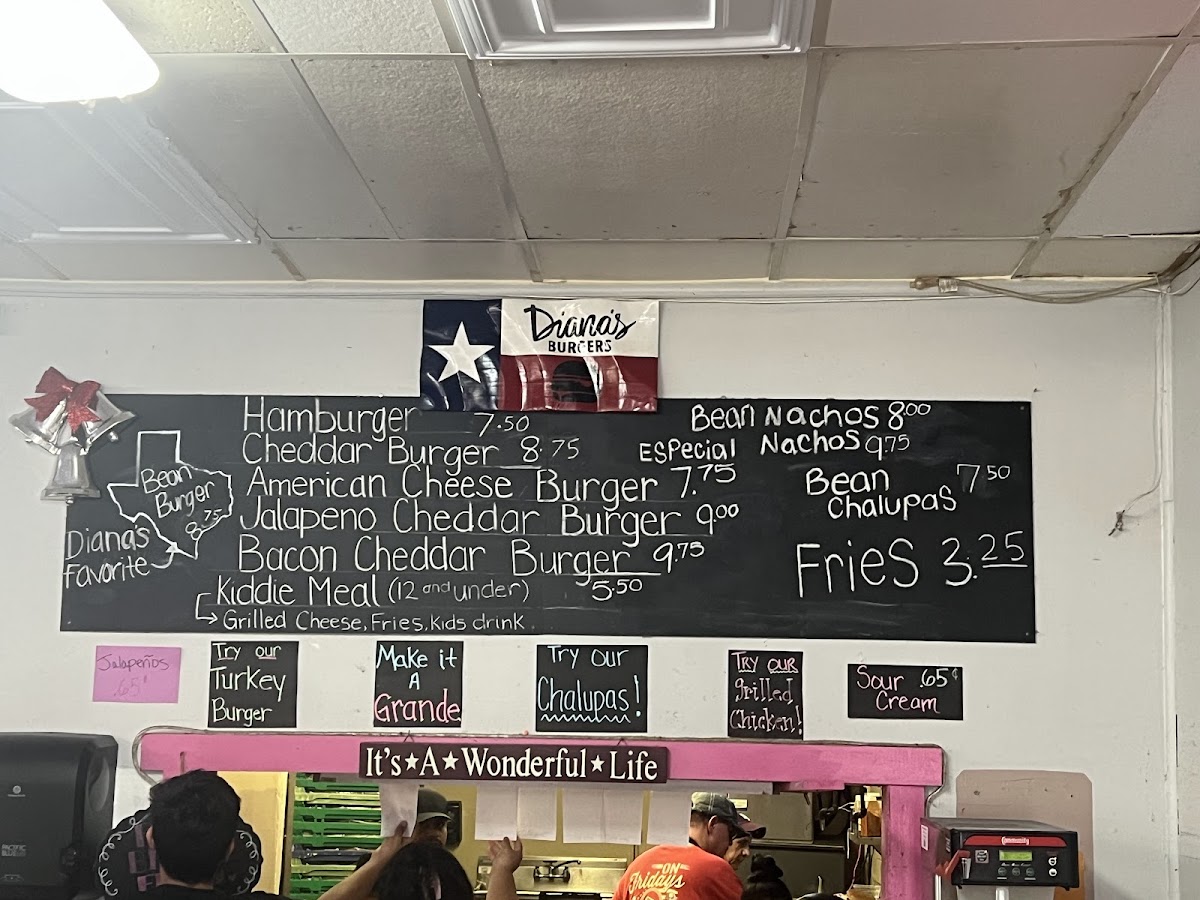 Diana's
BURGERS
Hamburger 7.50
Cheddar Burger 8.75
American Cheese Burger 7.75
Jalapeno Cheddar Burger 9.00
Bacon Cheddar Burger 9.75
Kiddie Meal (12 and under) 5.50
Grilled Cheese, Fries, Kids drink
Bean
Burger
8.75
Diana's
Favorite
Bean Nachos 8.00
Especial Nachos 9.75
Bean
Chalupas 7.50
Fries 3.25
Jalapeños
.65¢
Try our
Turkey
Burger
Make it
A
Grande
Try our
Chalupas!
Try our
Grilled
Chicken!
Sour .65¢
Cream
It's★A★Wonderful★Life
ON
Fridays